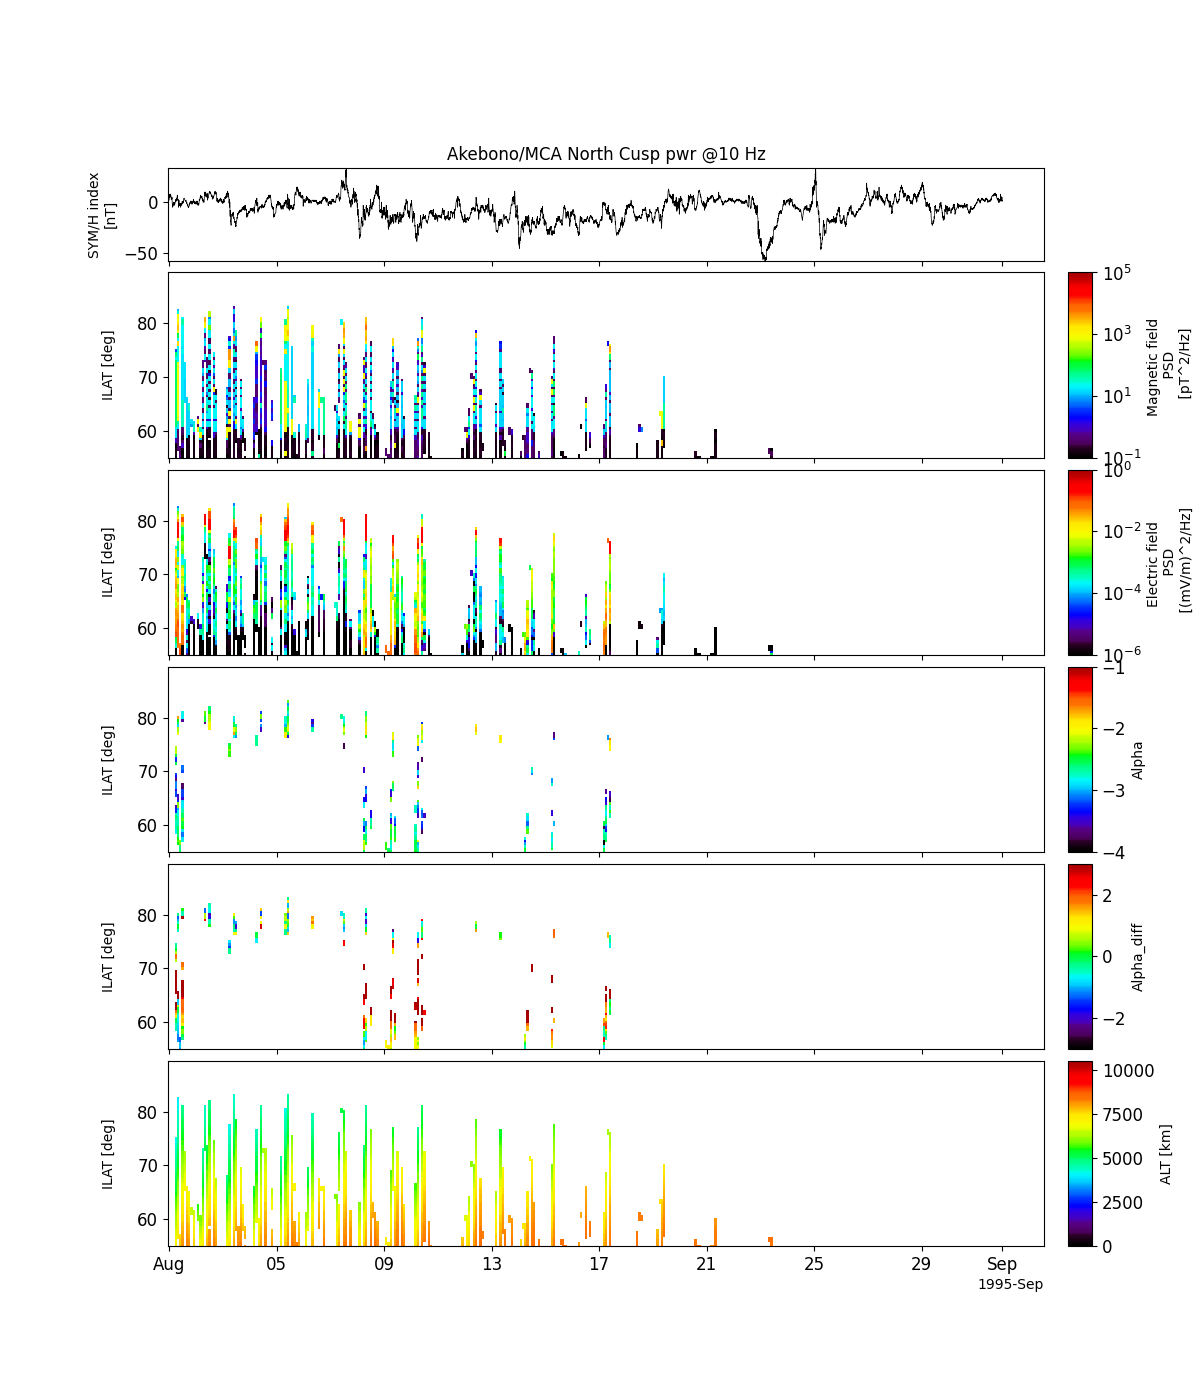 Akebono/MCA North Cusp pwr @10 Hz
SYM/H index
[nT]
0
−50
ILAT [deg]
80
70
60
10^5
10^3
10^1
10^−1
Magnetic field
PSD
[pT^2/Hz]
ILAT [deg]
80
70
60
10^0
10^−2
10^−4
10^−6
Electric field
PSD
[(mV/m)^2/Hz]
ILAT [deg]
80
70
60
−1
−2
−3
−4
Alpha
ILAT [deg]
80
70
60
2
0
−2
Alpha_diff
ILAT [deg]
80
70
60
10000
7500
5000
2500
0
ALT [km]
Aug 05 09 13 17 21 25 29 Sep
1995-Sep